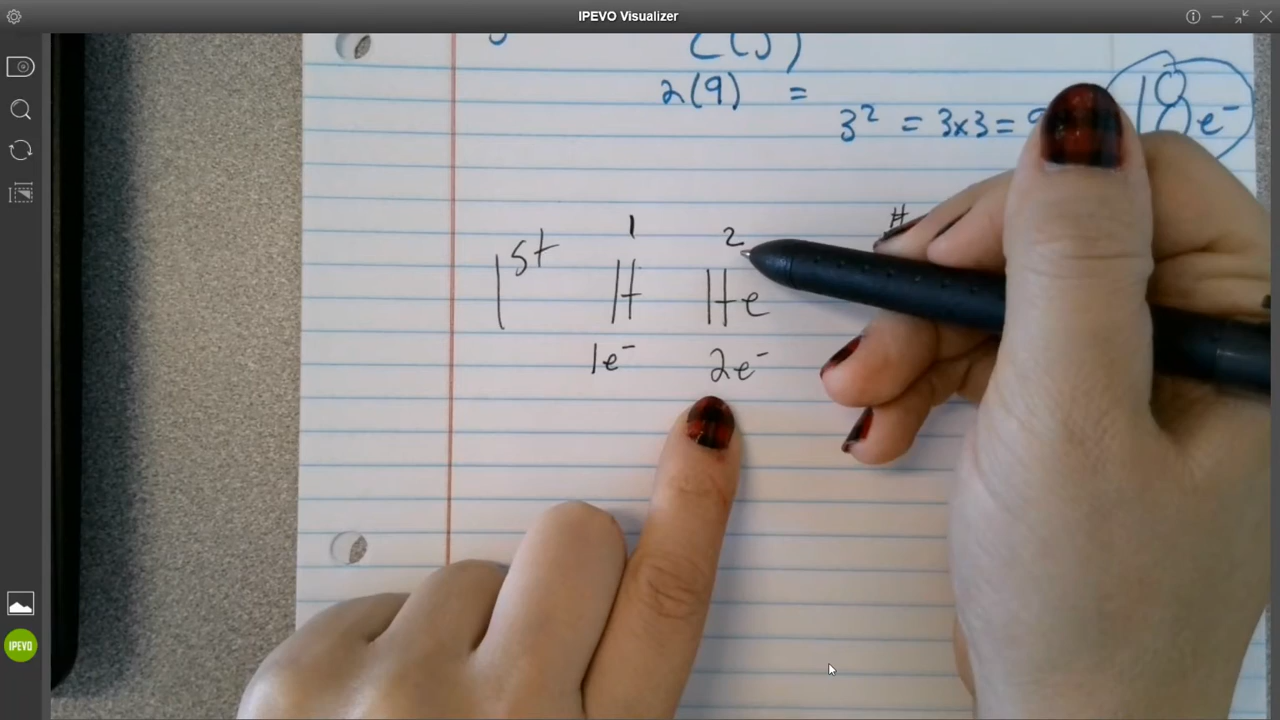 IPEVO Visualizer
2(9) =
3² = 3x3 =
18e⁻
1 2 #
1st H He
1e⁻ 2e⁻
IPEVO